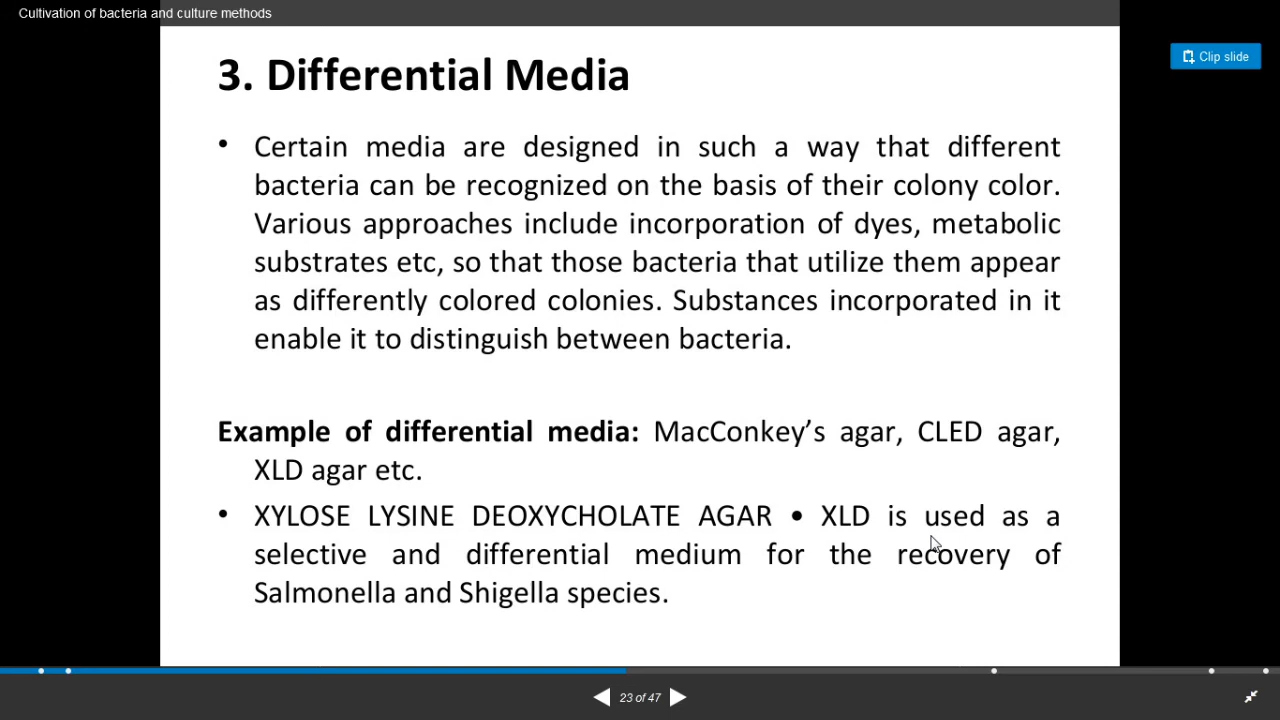 Cultivation of bacteria and culture methods
Clip slide
3. Differential Media
• Certain media are designed in such a way that different
bacteria can be recognized on the basis of their colony color.
Various approaches include incorporation of dyes, metabolic
substrates etc, so that those bacteria that utilize them appear
as differently colored colonies. Substances incorporated in it
enable it to distinguish between bacteria.
Example of differential media: MacConkey’s agar, CLED agar,
XLD agar etc.
• XYLOSE LYSINE DEOXYCHOLATE AGAR • XLD is used as a
selective and differential medium for the recovery of
Salmonella and Shigella species.
23 of 47